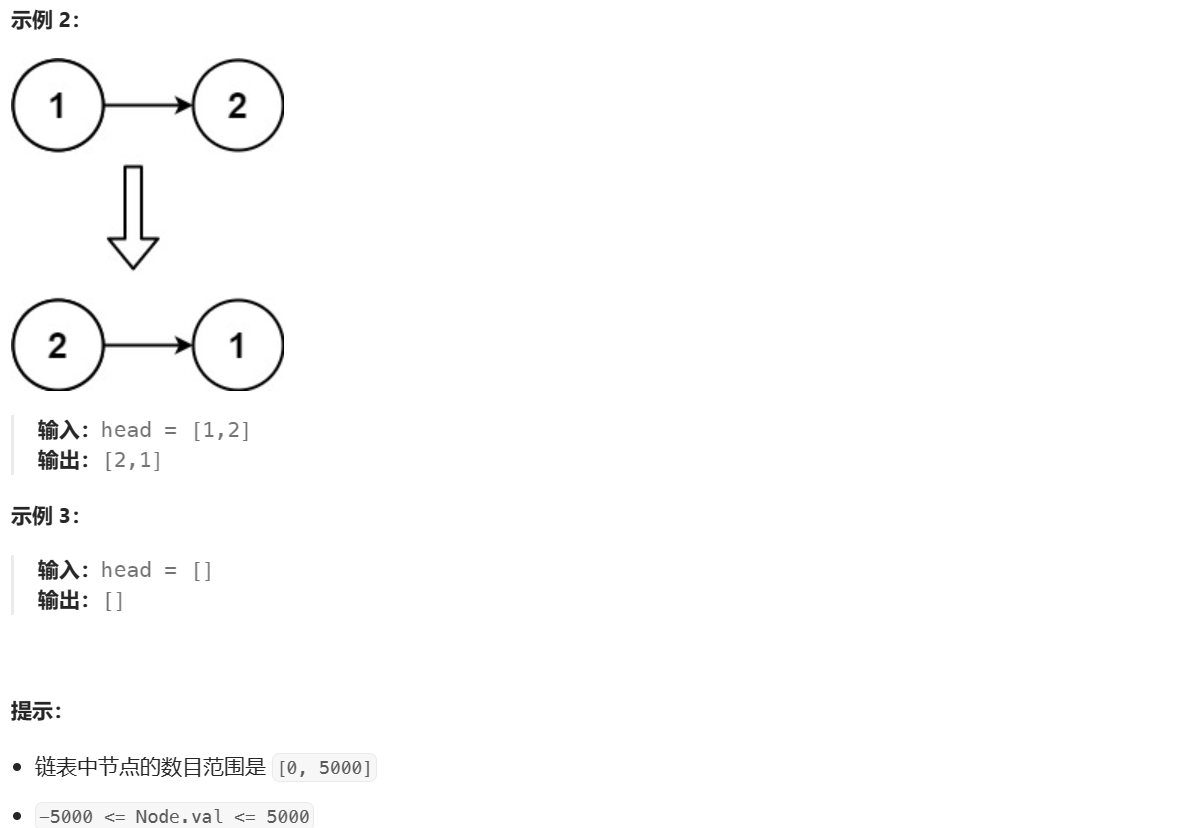 示例 2：
1
2
2
1
输入：head = [1,2]
输出：[2,1]
示例 3：
输入：head = []
输出：[]
提示：
链表中节点的数目范围是 [0, 5000]
-5000 <= Node.val <= 5000